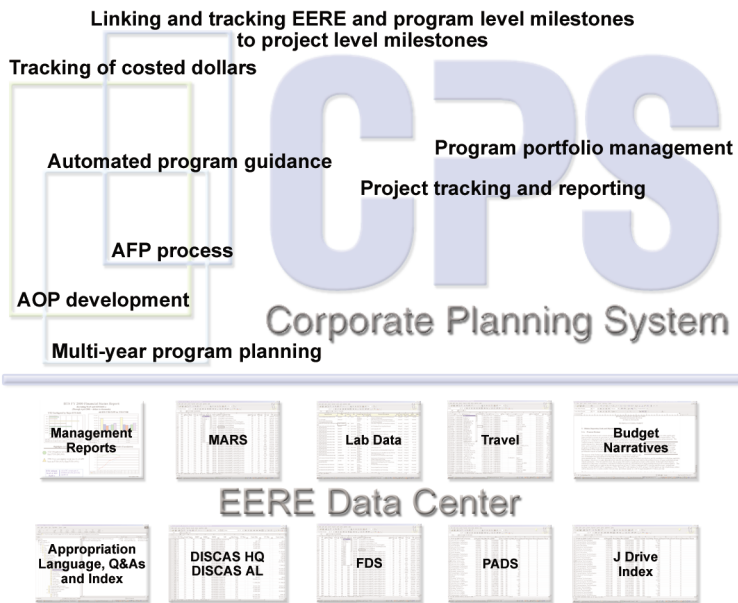 Linking and tracking EERE and program level milestones
to project level milestones
Tracking of costed dollars
CPS
Program portfolio management
Automated program guidance
Project tracking and reporting
AFP process
AOP development
Corporate Planning System
Multi-year program planning
Management
Reports
MARS
Lab Data
Travel
Budget
Narratives
EERE Data Center
Appropriation
Language, Q&As
and Index
DISCAS HQ
DISCAS AL
FDS
PADS
J Drive
Index